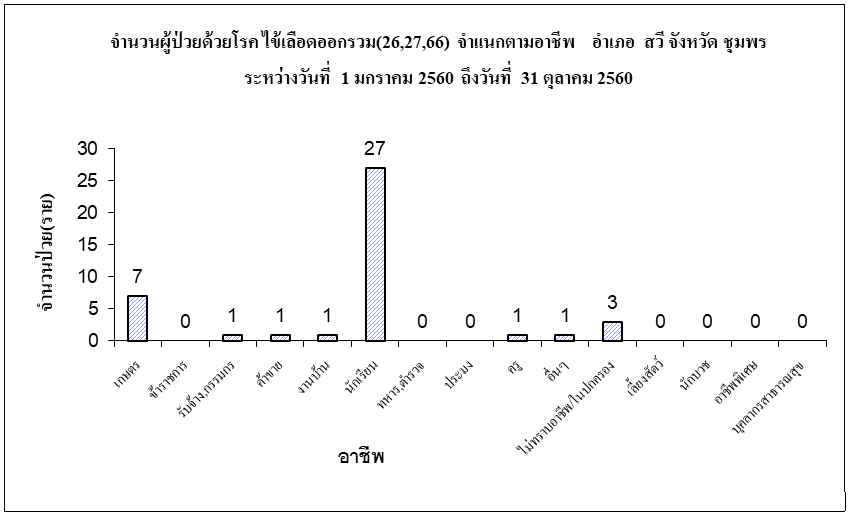 จำนวนผู้ป่วยด้วยโรค ไข้เลือดออกรวม(26,27,66) จำแนกตามอาชีพ อำเภอ สวี จังหวัด ชุมพร
ระหว่างวันที่ 1 มกราคม 2560 ถึงวันที่ 31 ตุลาคม 2560
จำนวนป่วย(ราย)
30
25
20
15
10
5
0
7 0 1 1 1 27 0 0 1 1 3 0 0 0 0
เกษตร
ข้าราชการ
รับจ้าง,กรรมกร
ค้าขาย
งานบ้าน
นักเรียน
ทหาร,ตำรวจ
ประมง
ครู
อื่นๆ
ไม่ทราบอาชีพ/ในปกครอง
เลี้ยงสัตว์
นักบวช
อาชีพพิเศษ
บุคลากรสาธารณสุข
อาชีพ